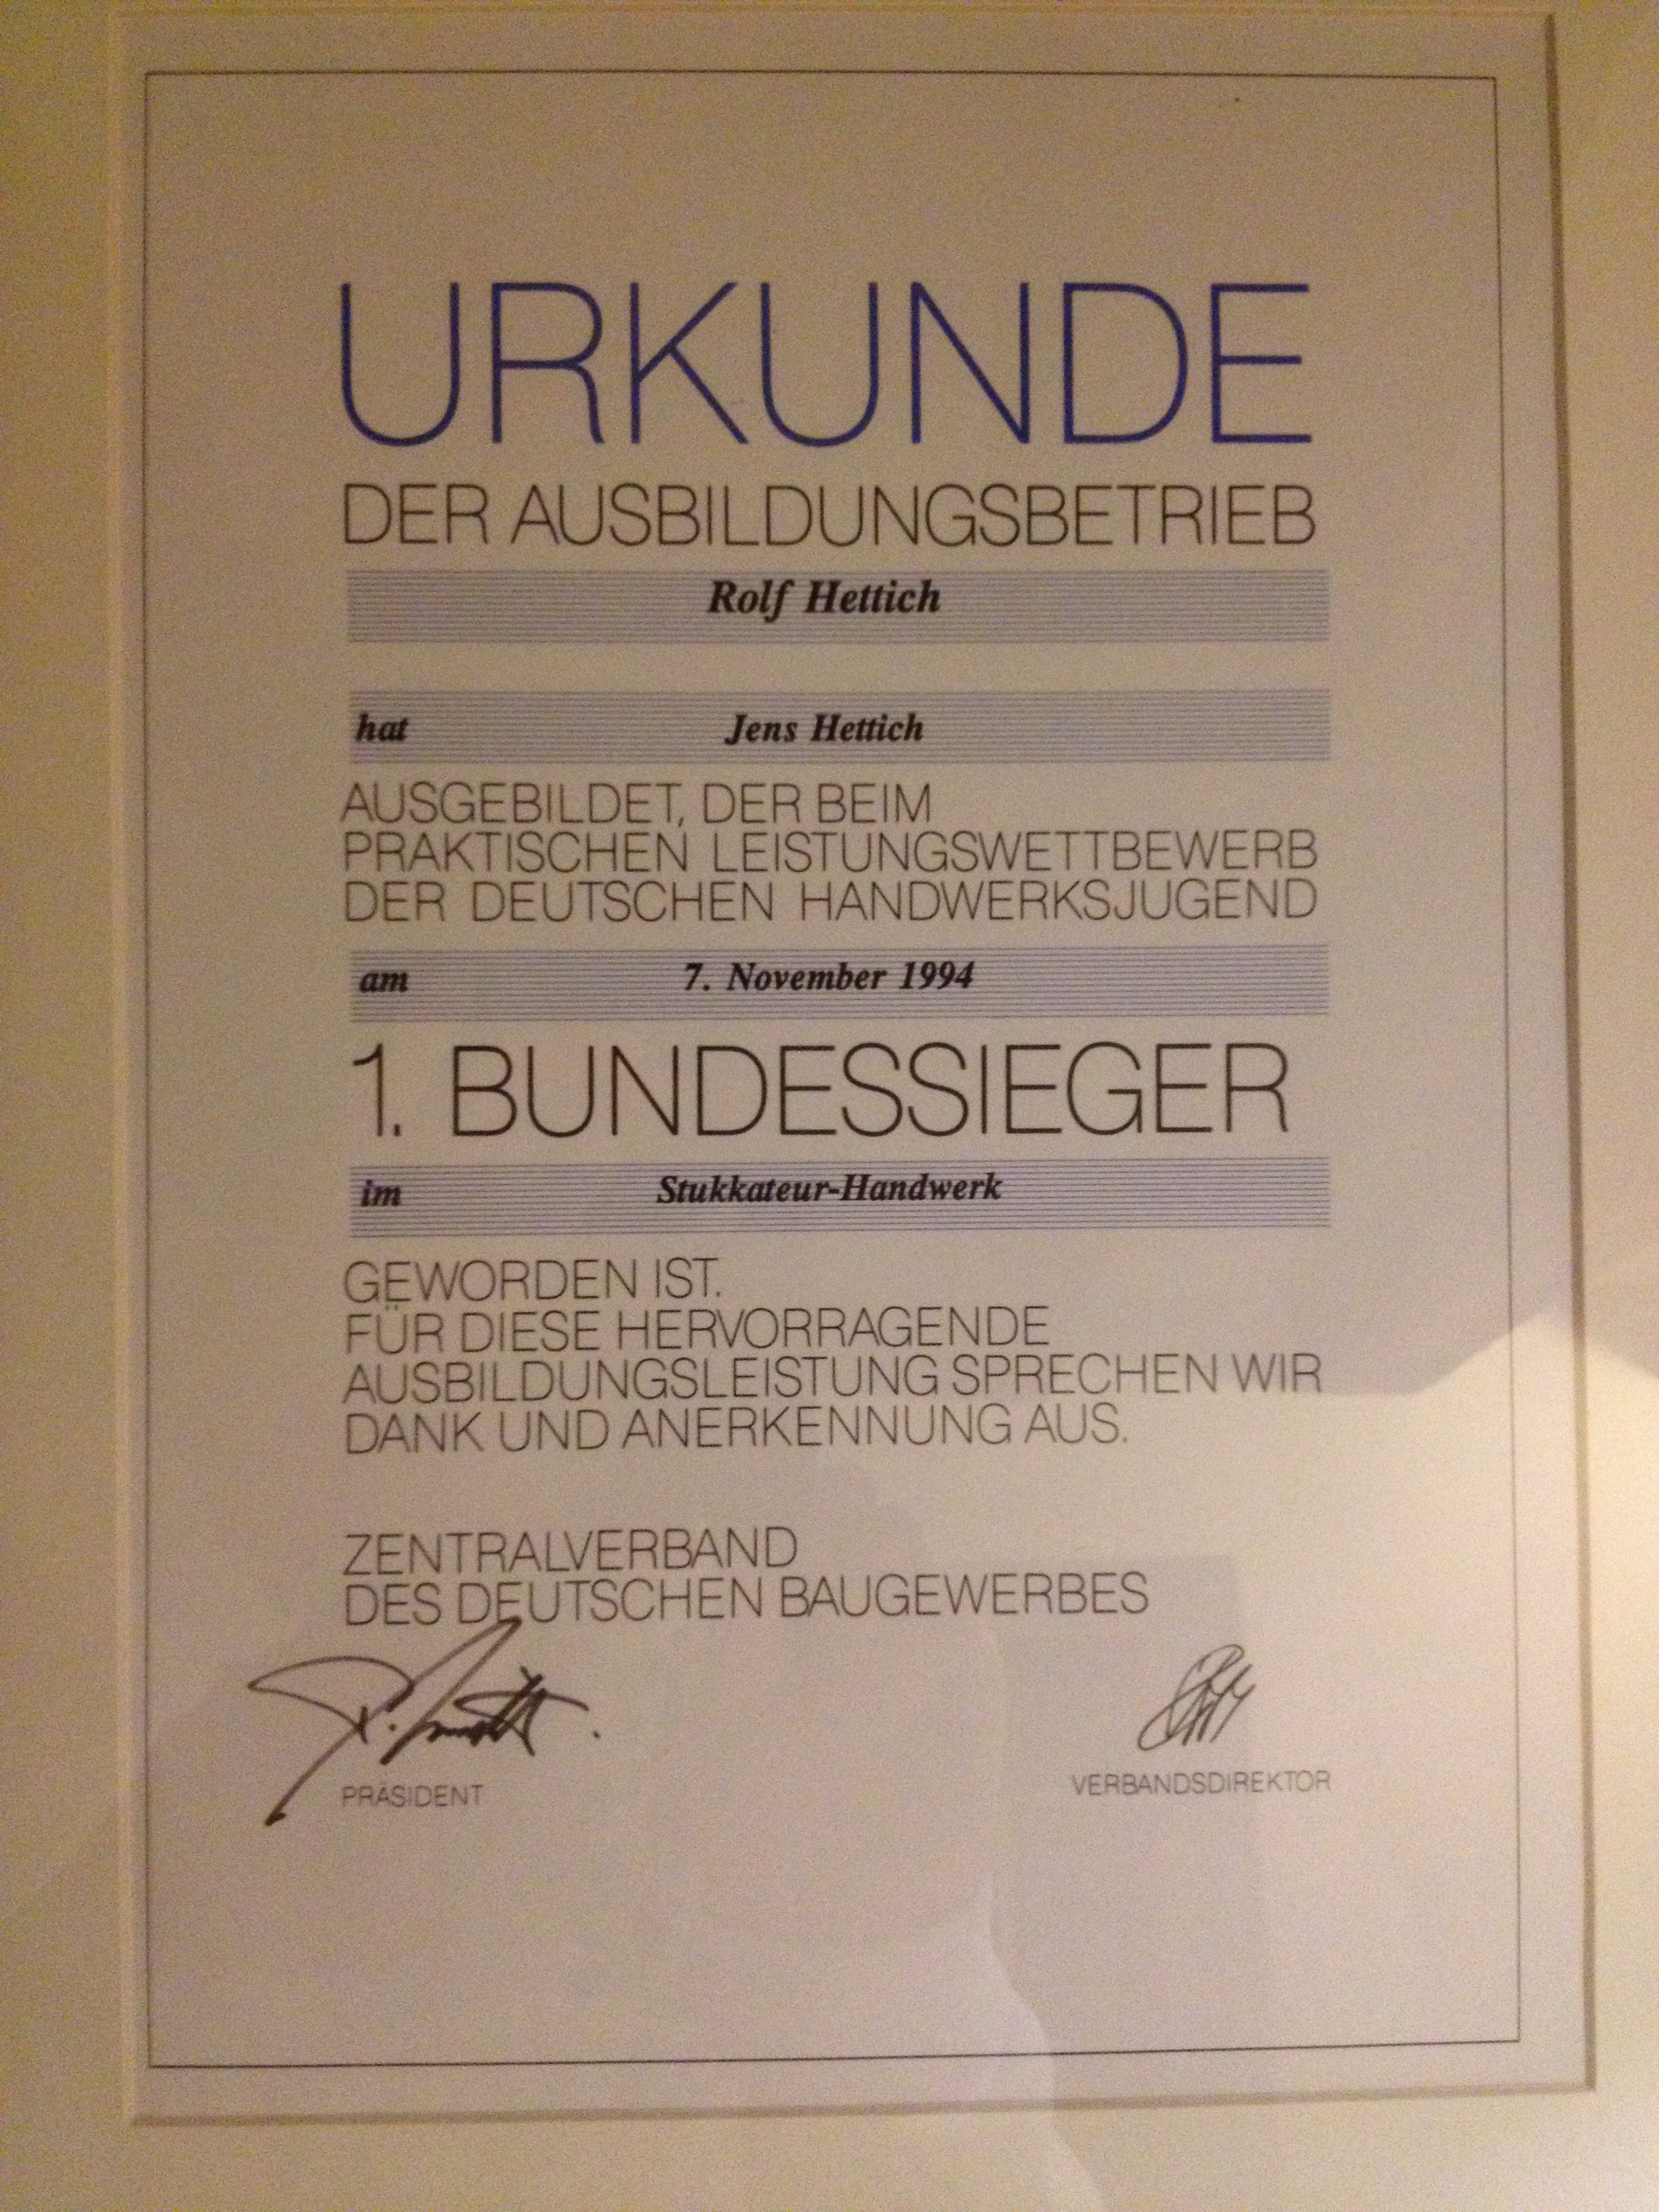 URKUNDE
DER AUSBILDUNGSBETRIEB
Rolf Hettich
hat Jens Hettich
AUSGEBILDET, DER BEIM
PRAKTISCHEN LEISTUNGSWETTBEWERB
DER DEUTSCHEN HANDWERKSJUGEND
am 7. November 1994
1. BUNDESSIEGER
im Stukkateur-Handwerk
GEWORDEN IST.
FÜR DIESE HERVORRAGENDE
AUSBILDUNGSLEISTUNG SPRECHEN WIR
DANK UND ANERKENNUNG AUS.
ZENTRALVERBAND
DES DEUTSCHEN BAUGEWERBES
PRÄSIDENT VERBANDSDIREKTOR